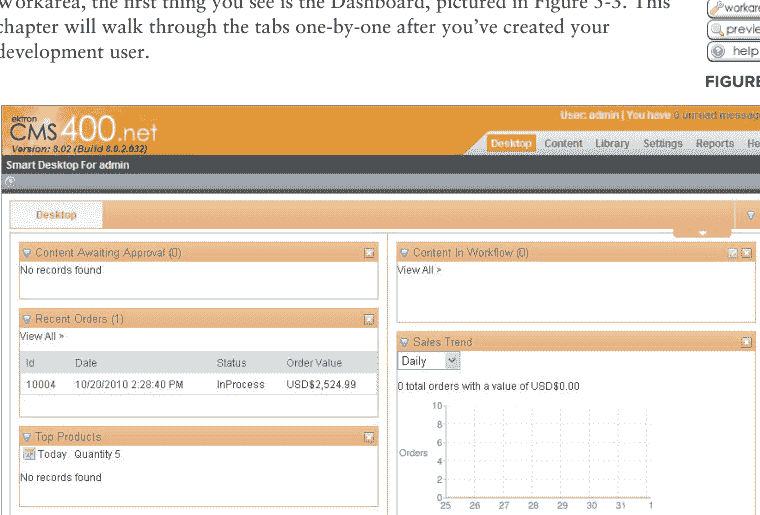 Workarea, the first thing you see is the Dashboard, pictured in Figure 5-3. This
chapter will walk through the tabs one-by-one after you've created your
development user.
workare
previe
help
FIGURE
ektron
CMS400.net
Version: 8.02 (Build 8.0.2.032)
User: admin | You have 0 unread message
Desktop Content Library Settings Reports He
Smart Desktop For admin
Desktop
Content Awaiting Approval (0)
No records found
Recent Orders (1)
View All »
Id Date Status Order Value
10004 10/20/2010 2:28:40 PM InProcess USD$2,524.99
Top Products
Today Quantity 5
No records found
Content In Workflow (0)
View All »
Sales Trend
Daily
0 total orders with a value of USD$0.00
Orders
10
8
6
4
2
0
25 26 27 28 29 30 31 1